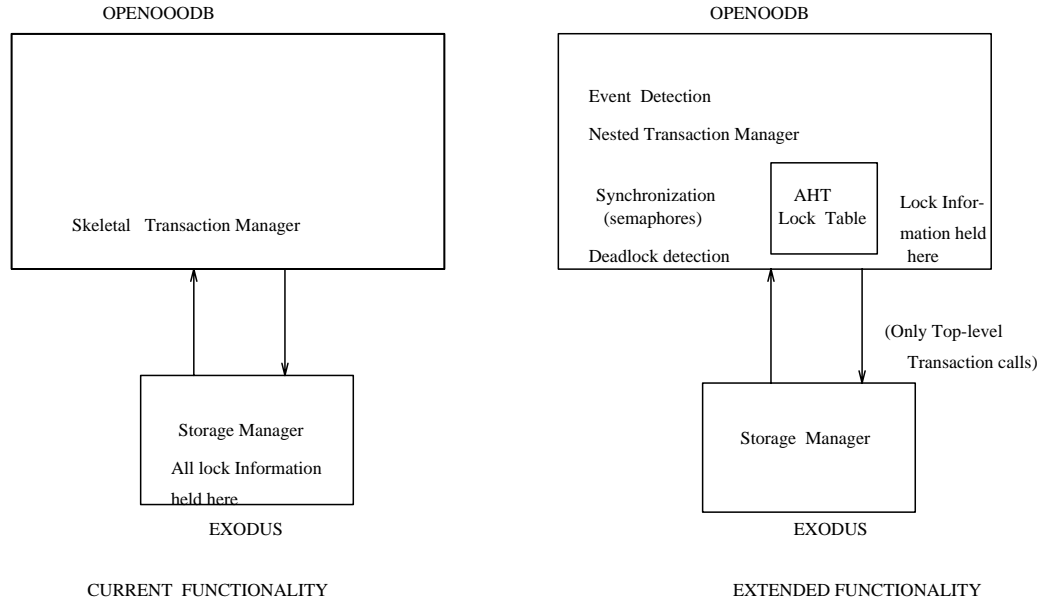 OPENOOODB
Skeletal Transaction Manager
Storage Manager
All lock Information
held here
EXODUS
CURRENT FUNCTIONALITY
OPENOODB
Event Detection
Nested Transaction Manager
Synchronization
(semaphores)
Deadlock detection
AHT
Lock Table
Lock Infor-
mation held
here
(Only Top-level
Transaction calls)
Storage Manager
EXODUS
EXTENDED FUNCTIONALITY